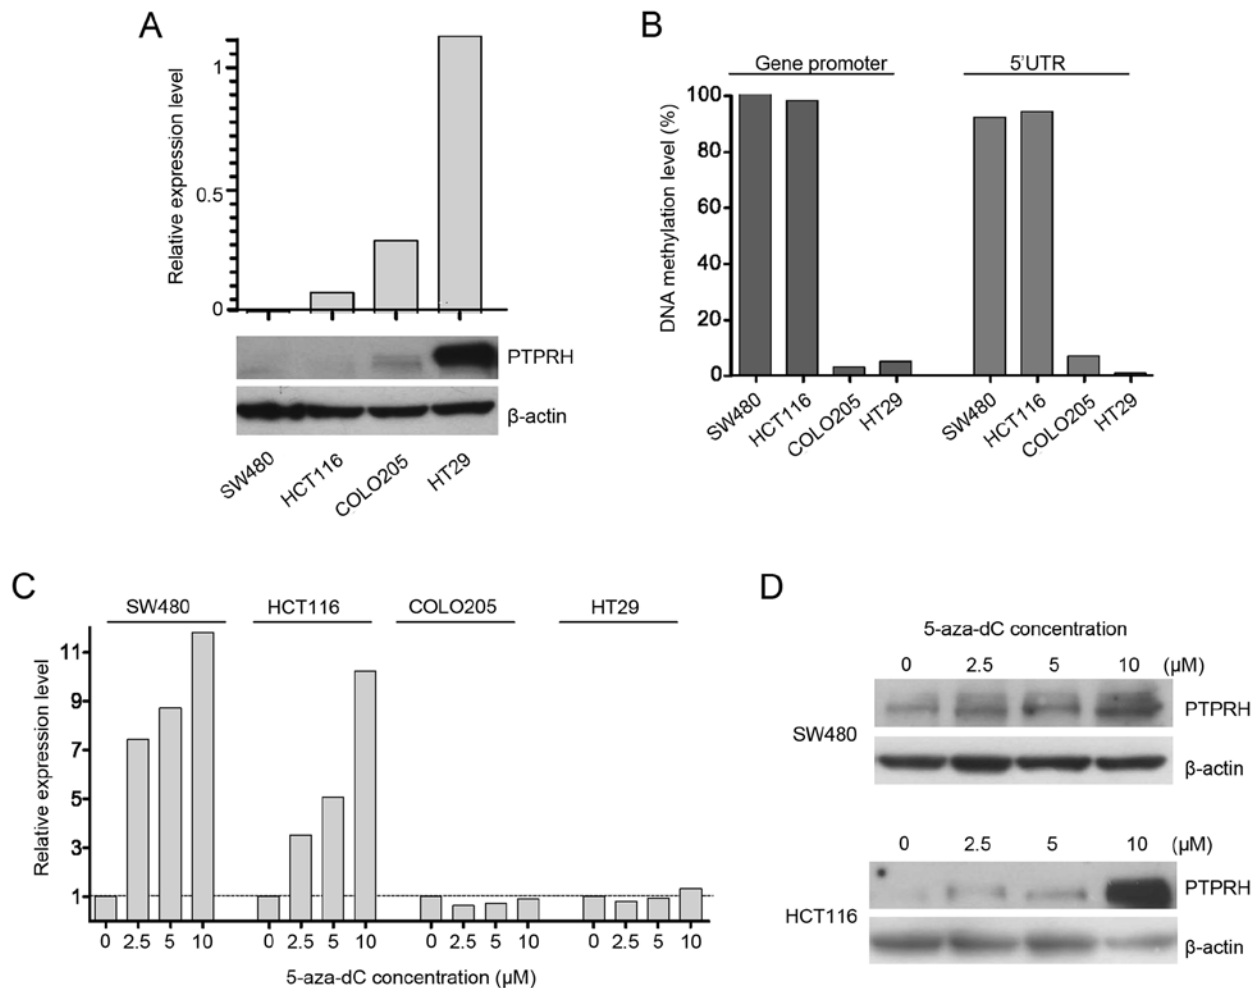 A
Relative expression level
1
0.5
0
PTPRH
β-actin
SW480
HCT116
COLO205
HT29
B
Gene promoter
5'UTR
DNA methylation level (%)
100
80
60
40
20
0
SW480
HCT116
COLO205
HT29
SW480
HCT116
COLO205
HT29
C
SW480
HCT116
COLO205
HT29
Relative expression level
11
9
7
5
3
1
0 2.5 5 10 0 2.5 5 10 0 2.5 5 10 0 2.5 5 10
5-aza-dC concentration (µM)
D
5-aza-dC concentration
0 2.5 5 10 (µM)
PTPRH
SW480
β-actin
0 2.5 5 10 (µM)
PTPRH
HCT116
β-actin